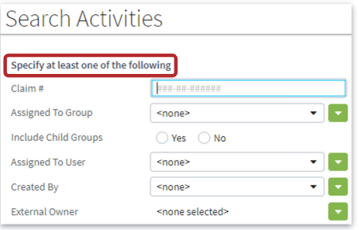 Search Activities
Specify at least one of the following
Claim # ###-##-######
Assigned To Group <none>
Include Child Groups Yes No
Assigned To User <none>
Created By <none>
External Owner <none selected>